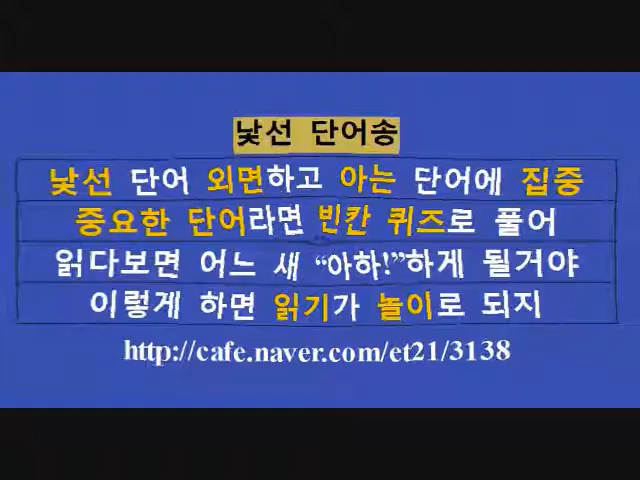 낯선 단어송
낯선 단어 외면하고 아는 단어에 집중
중요한 단어라면 빈칸 퀴즈로 풀어
읽다보면 어느 새 “아하!”하게 될거야
이렇게 하면 읽기가 놀이로 되지
http://cafe.naver.com/et21/3138